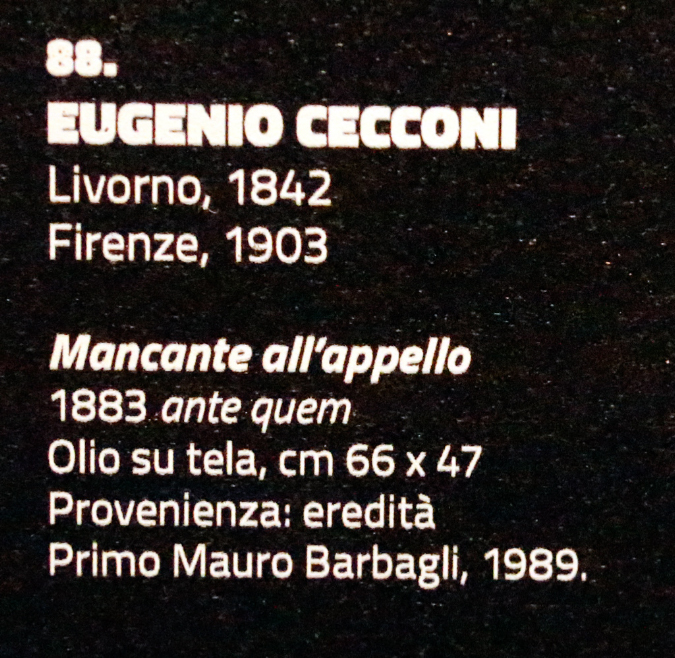 88.
EUGENIO CECCONI
Livorno, 1842
Firenze, 1903
Mancante all'appello
1883 ante quem
Olio su tela, cm 66 x 47
Provenienza: eredità
Primo Mauro Barbagli, 1989.